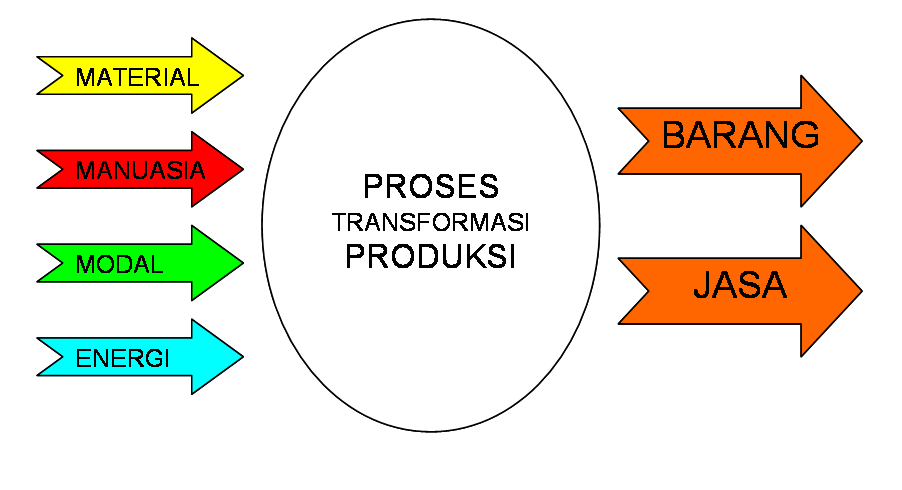 MATERIAL
MANUASIA
MODAL
ENERGI
PROSES
TRANSFORMASI
PRODUKSI
BARANG
JASA